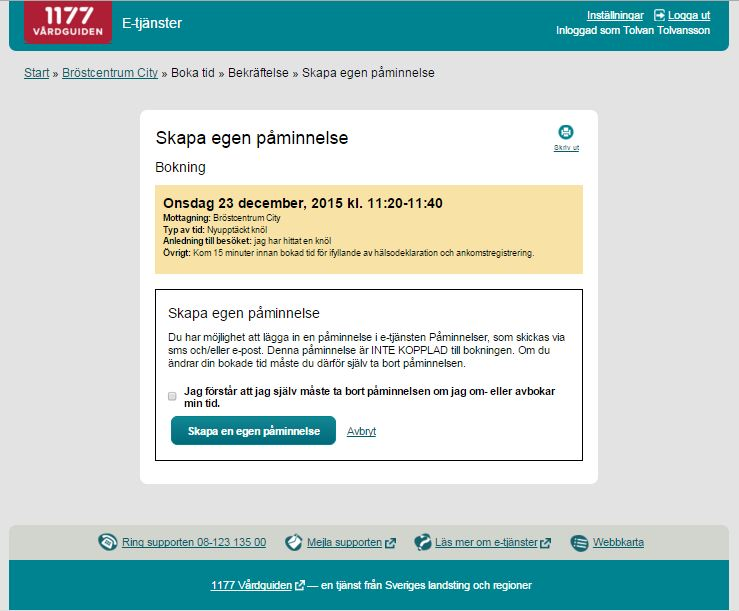 1177
VÅRDGUIDEN
E-tjänster
Inställningar Logga ut
Inloggad som Tolvan Tolvansson
Start » Bröstcentrum City » Boka tid » Bekräftelse » Skapa egen påminnelse
Skapa egen påminnelse
Skriv ut
Bokning
Onsdag 23 december, 2015 kl. 11:20-11:40
Mottagning: Bröstcentrum City
Typ av tid: Nyupptäckt knöl
Anledning till besöket: jag har hittat en knöl
Övrigt: Kom 15 minuter innan bokad tid för ifyllande av hälsodeklaration och ankomstregistrering.
Skapa egen påminnelse
Du har möjlighet att lägga in en påminnelse i e-tjänsten Påminnelser, som skickas via
sms och/eller e-post. Denna påminnelse är INTE KOPPLAD till bokningen. Om du
ändrar din bokade tid måste du därför själv ta bort påminnelsen.
Jag förstår att jag själv måste ta bort påminnelsen om jag om- eller avbokar
min tid.
Skapa en egen påminnelse Avbryt
Ring supporten 08-123 135 00 Mejla supporten Läs mer om e-tjänster Webbkarta
1177 Vårdguiden — en tjänst från Sveriges landsting och regioner